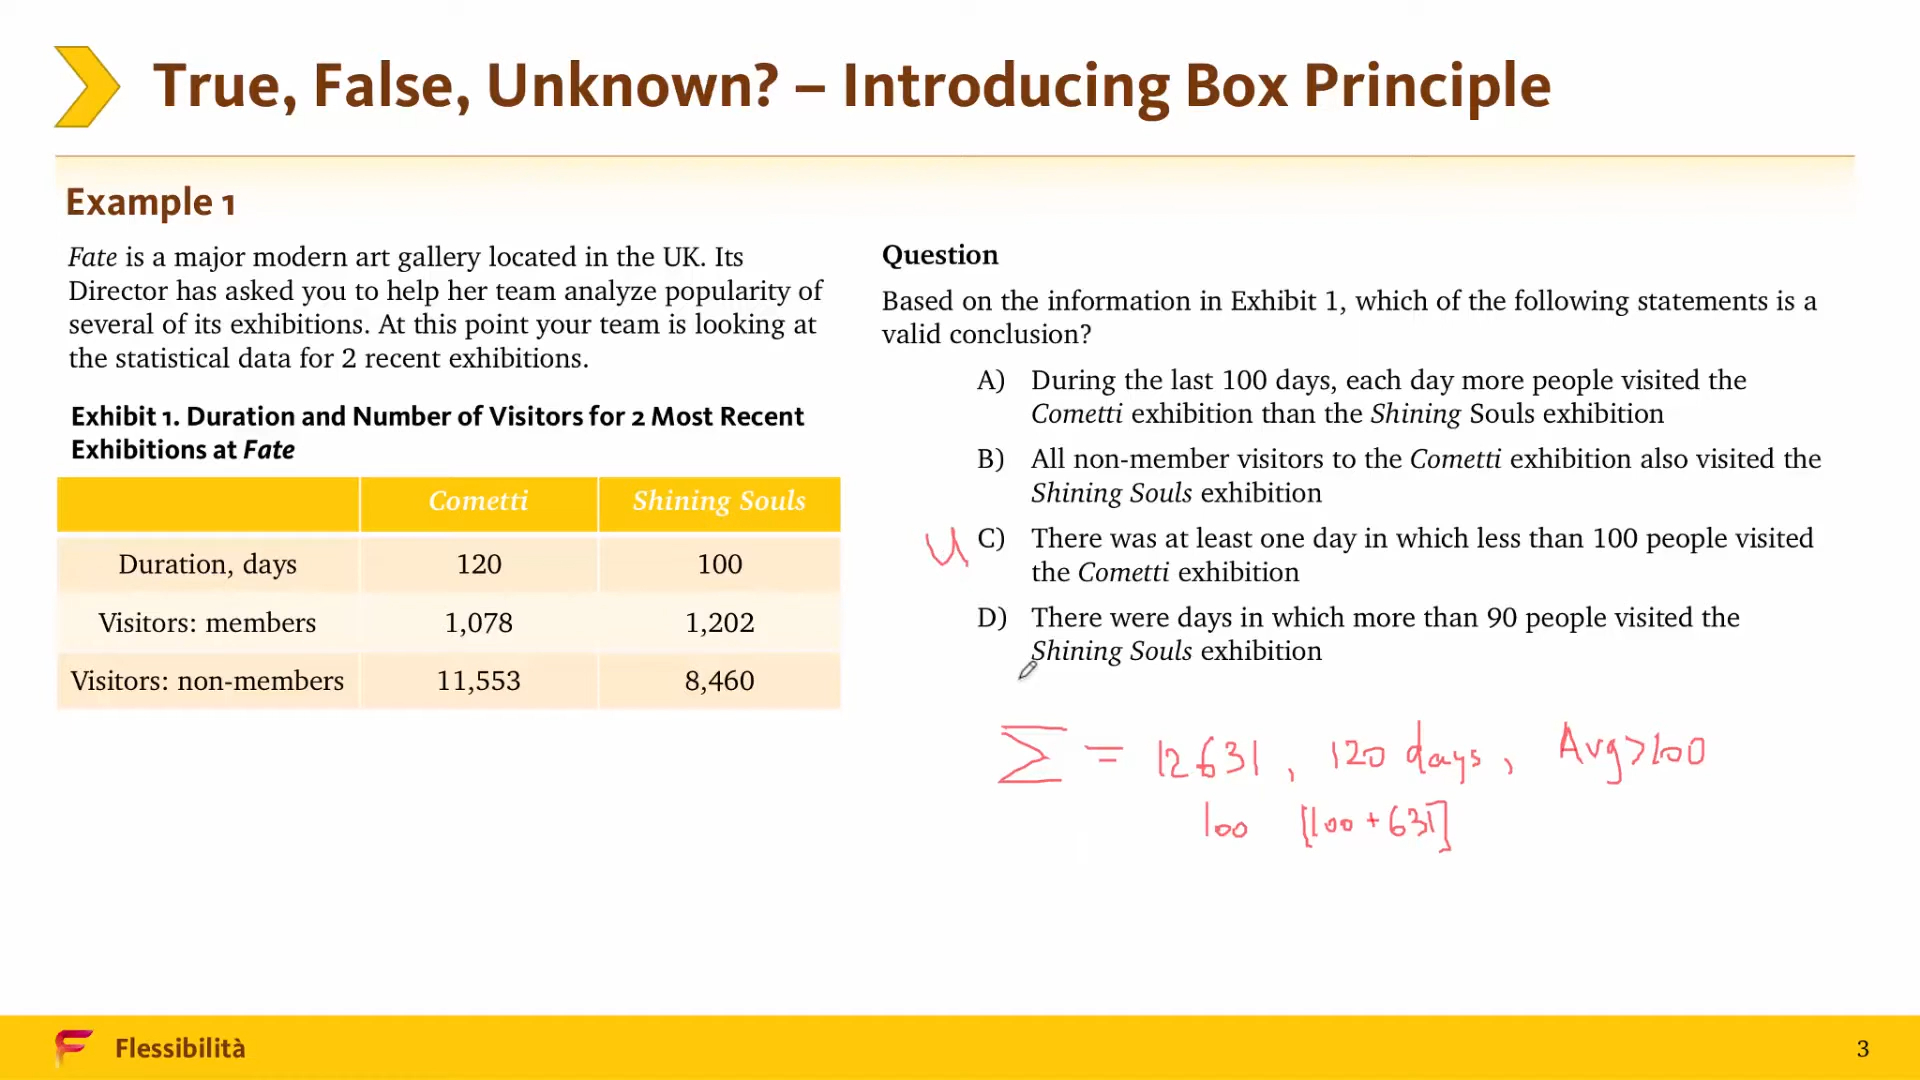 True, False, Unknown? – Introducing Box Principle
Example 1
Fate is a major modern art gallery located in the UK. Its
Director has asked you to help her team analyze popularity of
several of its exhibitions. At this point your team is looking at
the statistical data for 2 recent exhibitions.
Exhibit 1. Duration and Number of Visitors for 2 Most Recent
Exhibitions at Fate
Cometti Shining Souls
Duration, days 120 100
Visitors: members 1,078 1,202
Visitors: non-members 11,553 8,460
Question
Based on the information in Exhibit 1, which of the following statements is a
valid conclusion?
A) During the last 100 days, each day more people visited the
Cometti exhibition than the Shining Souls exhibition
B) All non-member visitors to the Cometti exhibition also visited the
Shining Souls exhibition
U C) There was at least one day in which less than 100 people visited
the Cometti exhibition
D) There were days in which more than 90 people visited the
Shining Souls exhibition
Σ = 12631, 120 days, Avg>100
100 [100 + 631]
Flessibilità
3